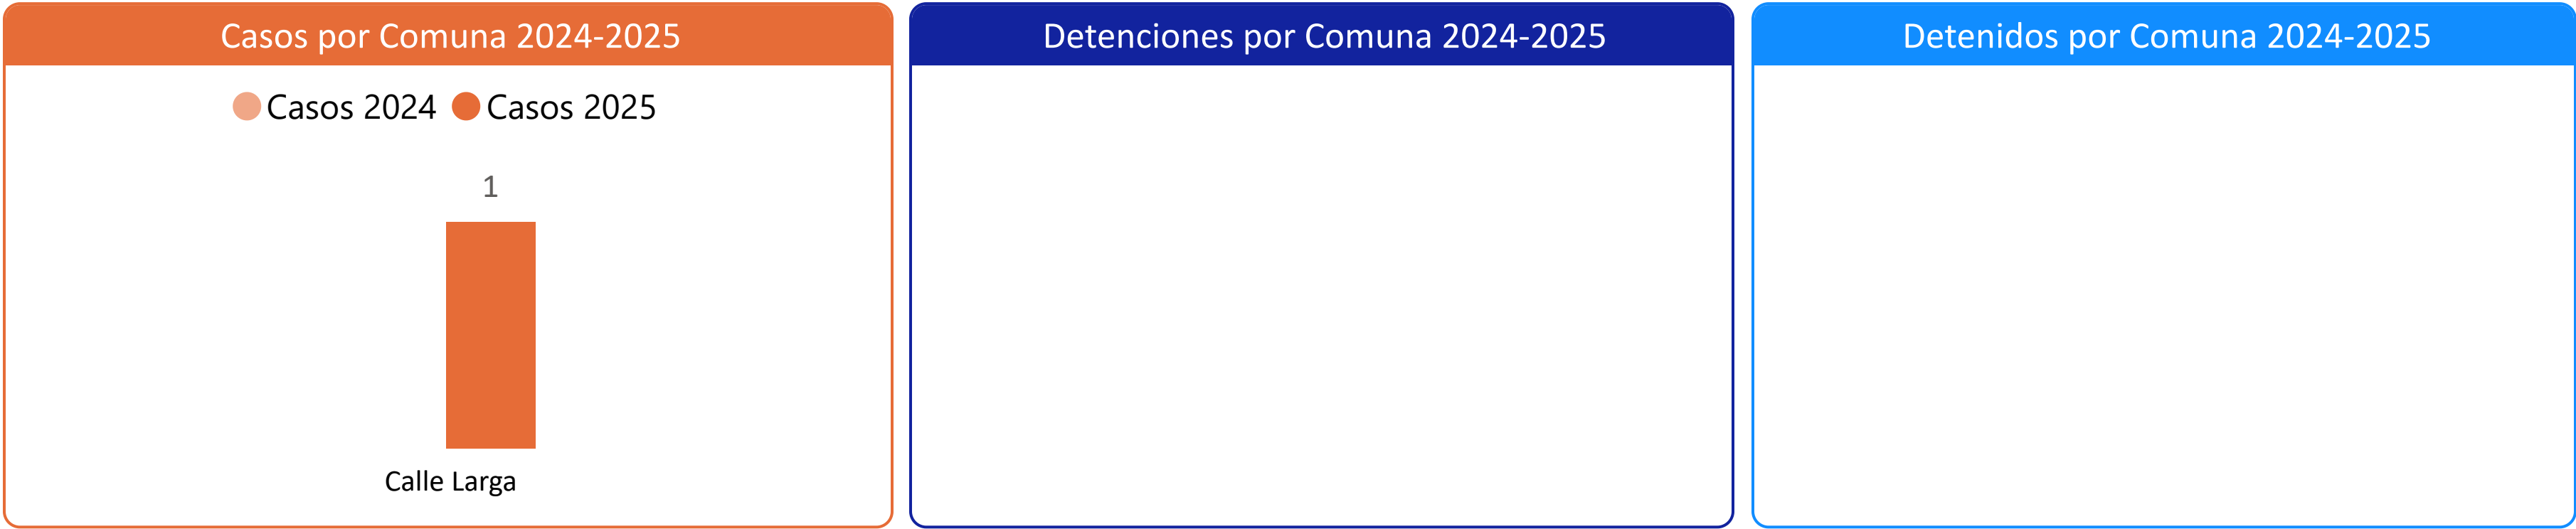 Casos por Comuna 2024-2025
Casos 2024 Casos 2025
1
Calle Larga
Detenciones por Comuna 2024-2025
Detenidos por Comuna 2024-2025